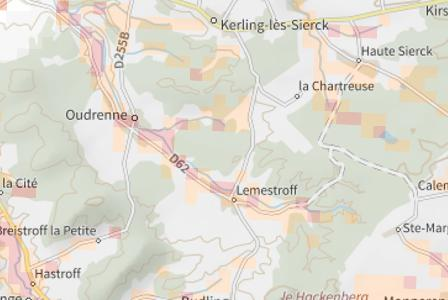 Kerling-lès-Sierck
Kirs
D255B
Haute Sierck
la Chartreuse
Oudrenne
D62
la Cité
Lemestroff
Calen
Breistroff la Petite
Ste-Mar
Hastroff
nge
le Hackenberg